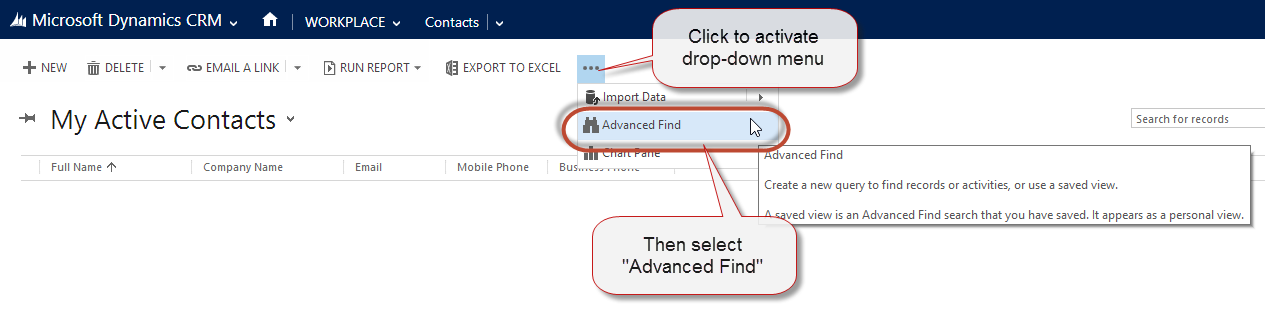 Microsoft Dynamics CRM
WORKPLACE
Contacts
Click to activate
drop-down menu
NEW
DELETE
EMAIL A LINK
RUN REPORT
EXPORT TO EXCEL
•••
Import Data
My Active Contacts
Advanced Find
Search for records
Chart Pane
Full Name
Company Name
Email
Mobile Phone
Business Phone
Advanced Find
Create a new query to find records or activities, or use a saved view.
A saved view is an Advanced Find search that you have saved. It appears as a personal view.
Then select
"Advanced Find"